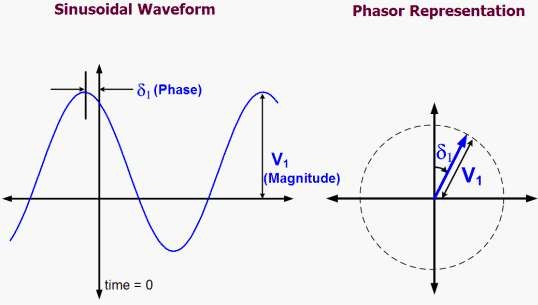 Sinusoidal Waveform
Phasor Representation
δ1 (Phase)
V1
(Magnitude)
time = 0
δ1
V1